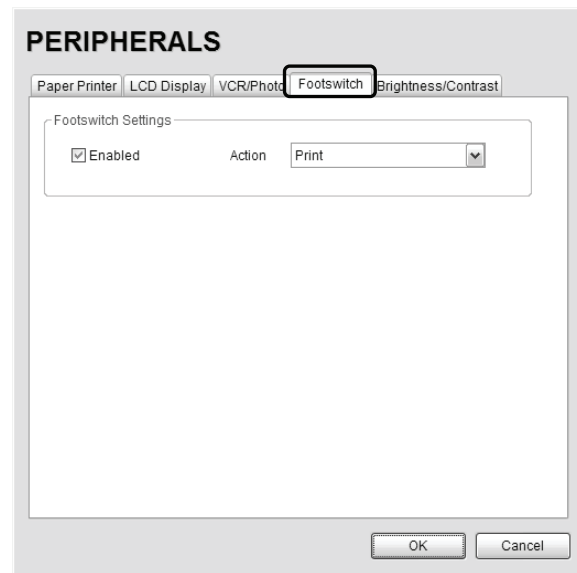 PERIPHERALS
Paper Printer LCD Display VCR/Photo Footswitch Brightness/Contrast
Footswitch Settings
Enabled Action Print
OK Cancel